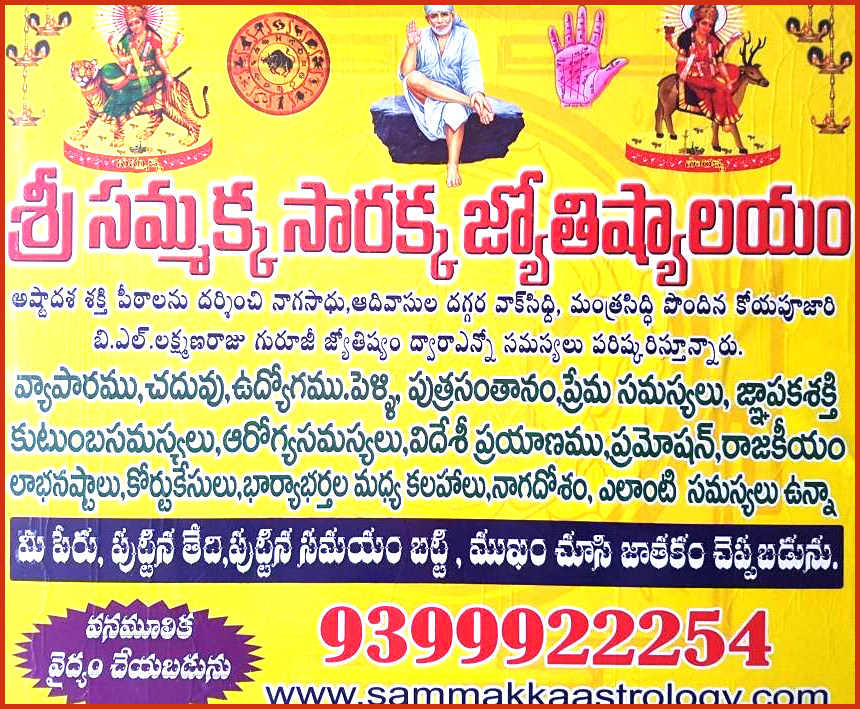 శ్రీ సమ్మక్క సారక్క జ్యోతిష్యాలయం
అష్టాదశ శక్తి పీఠాలను దర్శించి నాగసాధు,ఆదివాసుల దగ్గర వాక్‌సిద్ధి, మంత్రసిద్ధి పొందిన కోయపూజారి
బి.ఎల్.లక్ష్మణరాజు గురూజీ జ్యోతిష్యం ద్వారాఎన్నో సమస్యలు పరిష్కరిస్తూన్నారు.
వ్యాపారము,చదువు,ఉద్యోగము.పెళ్ళి, పుత్రసంతానం,ప్రేమ సమస్యలు, జ్ఞాపకశక్తి
కుటుంబసమస్యలు,ఆరోగ్యసమస్యలు,విదేశీ ప్రయాణము,ప్రమోషన్,రాజకీయం
లాభనష్టాలు,కోర్టుకేసులు,భార్యాభర్తల మధ్య కలహాలు,నాగదోశం, ఎలాంటి సమస్యలు ఉన్నా
మీ పేరు, పుట్టిన తేది,పుట్టిన సమయం బట్టి , ముఖం చూసి జాతకం చెప్పబడును.
వనమూలిక
వైద్యం చేయబడును
9399922254
www.sammakkaastrology.com